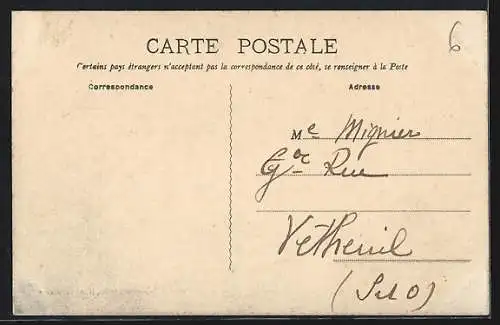 6
CARTE POSTALE
Certains pays étrangers n'acceptant pas la correspondance de ce côté, se renseigner à la Poste
Correspondance
Adresse
Me Mignier
Gde Rue
Vetheuil
(S et O)